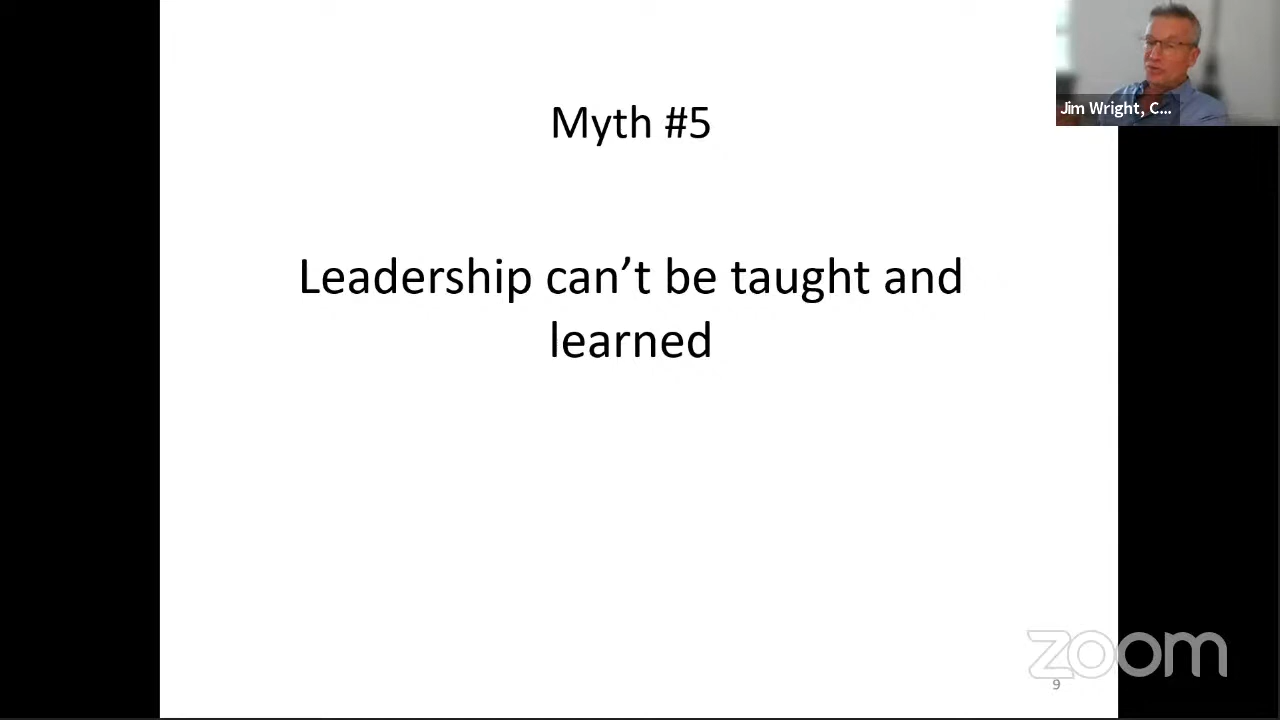 Myth #5
Leadership can’t be taught and
learned
Jim Wright, C...
zoom
9